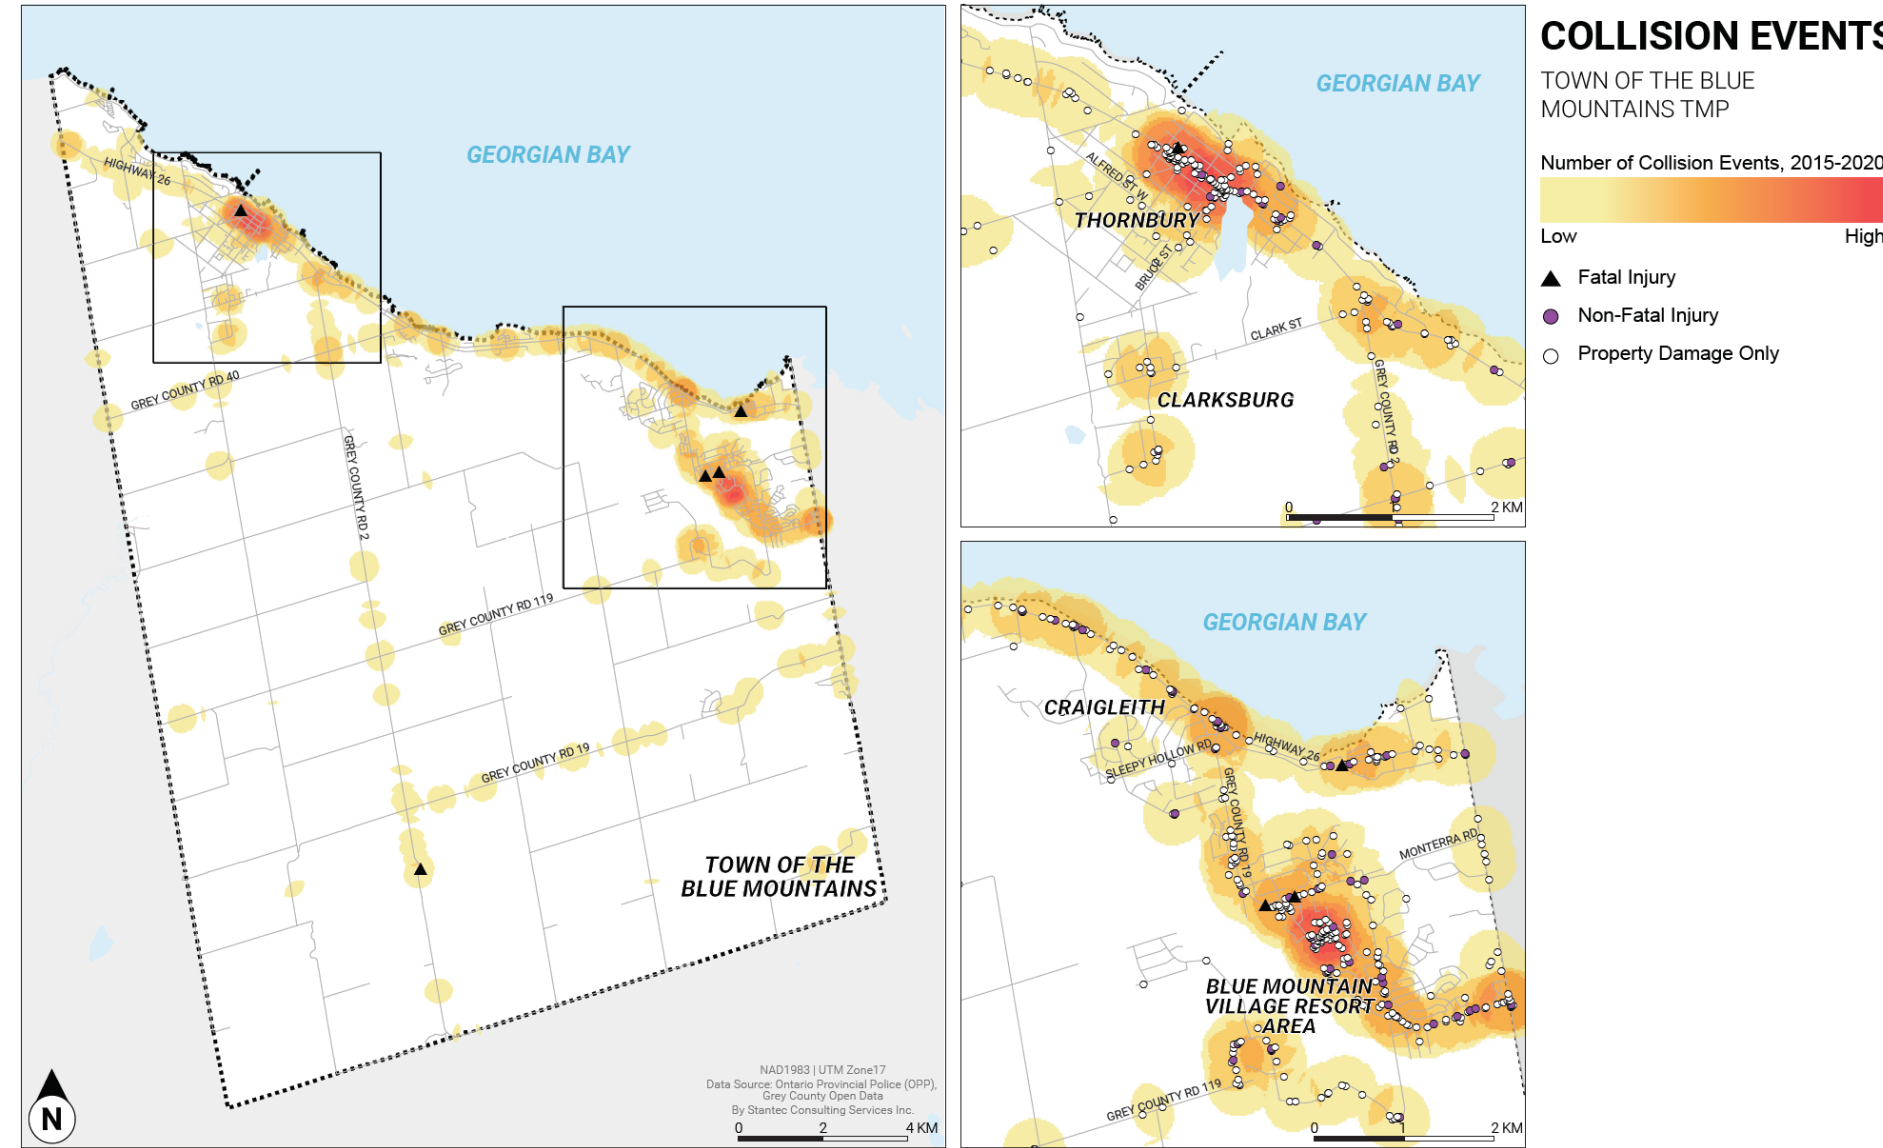 GEORGIAN BAY
HIGHWAY 26
GREY COUNTY RD 40
GREY COUNTY RD 2
GREY COUNTY RD 119
GREY COUNTY RD 19
TOWN OF THE
BLUE MOUNTAINS
NAD1983 | UTM Zone17
Data Source: Ontario Provincial Police (OPP),
Grey County Open Data
By Stantec Consulting Services Inc.
0 2 4 KM
N
GEORGIAN BAY
ALFRED ST W
THORNBURY
BRUCE ST
CLARK ST
CLARKSBURG
GREY COUNTY RD 2
0 2 KM
GEORGIAN BAY
CRAIGLEITH
SLEEPY HOLLOW RD
HIGHWAY 26
GREY COUNTY RD 19
MONTERRA RD
BLUE MOUNTAIN
VILLAGE RESORT
AREA
GREY COUNTY RD 119
0 1 2 KM
COLLISION EVENTS
TOWN OF THE BLUE
MOUNTAINS TMP
Number of Collision Events, 2015-2020
Low High
Fatal Injury
Non-Fatal Injury
Property Damage Only